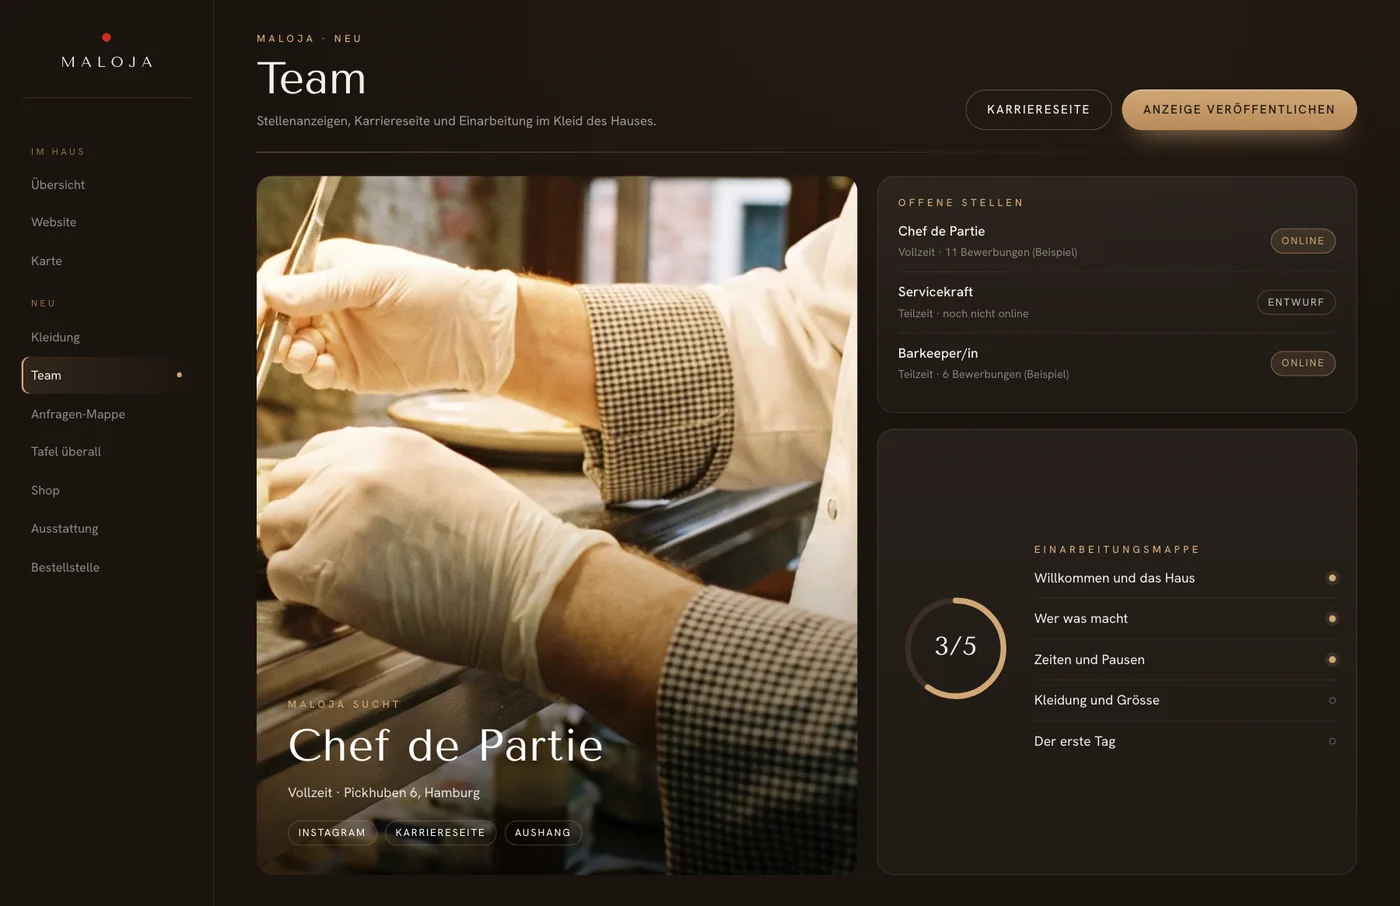 MALOJA
IM HAUS
Übersicht
Website
Karte
NEU
Kleidung
Team
Anfragen-Mappe
Tafel überall
Shop
Ausstattung
Bestellstelle
MALOJA · NEU
Team
Stellenanzeigen, Karriereseite und Einarbeitung im Kleid des Hauses.
KARRIERESEITE
ANZEIGE VERÖFFENTLICHEN
MALOJA SUCHT
Chef de Partie
Vollzeit · Pickhuben 6, Hamburg
INSTAGRAM
KARRIERESEITE
AUSHANG
OFFENE STELLEN
Chef de Partie
Vollzeit · 11 Bewerbungen (Beispiel)
ONLINE
Servicekraft
Teilzeit · noch nicht online
ENTWURF
Barkeeper/in
Teilzeit · 6 Bewerbungen (Beispiel)
ONLINE
3/5
EINARBEITUNGSMAPPE
Willkommen und das Haus
Wer was macht
Zeiten und Pausen
Kleidung und Grösse
Der erste Tag